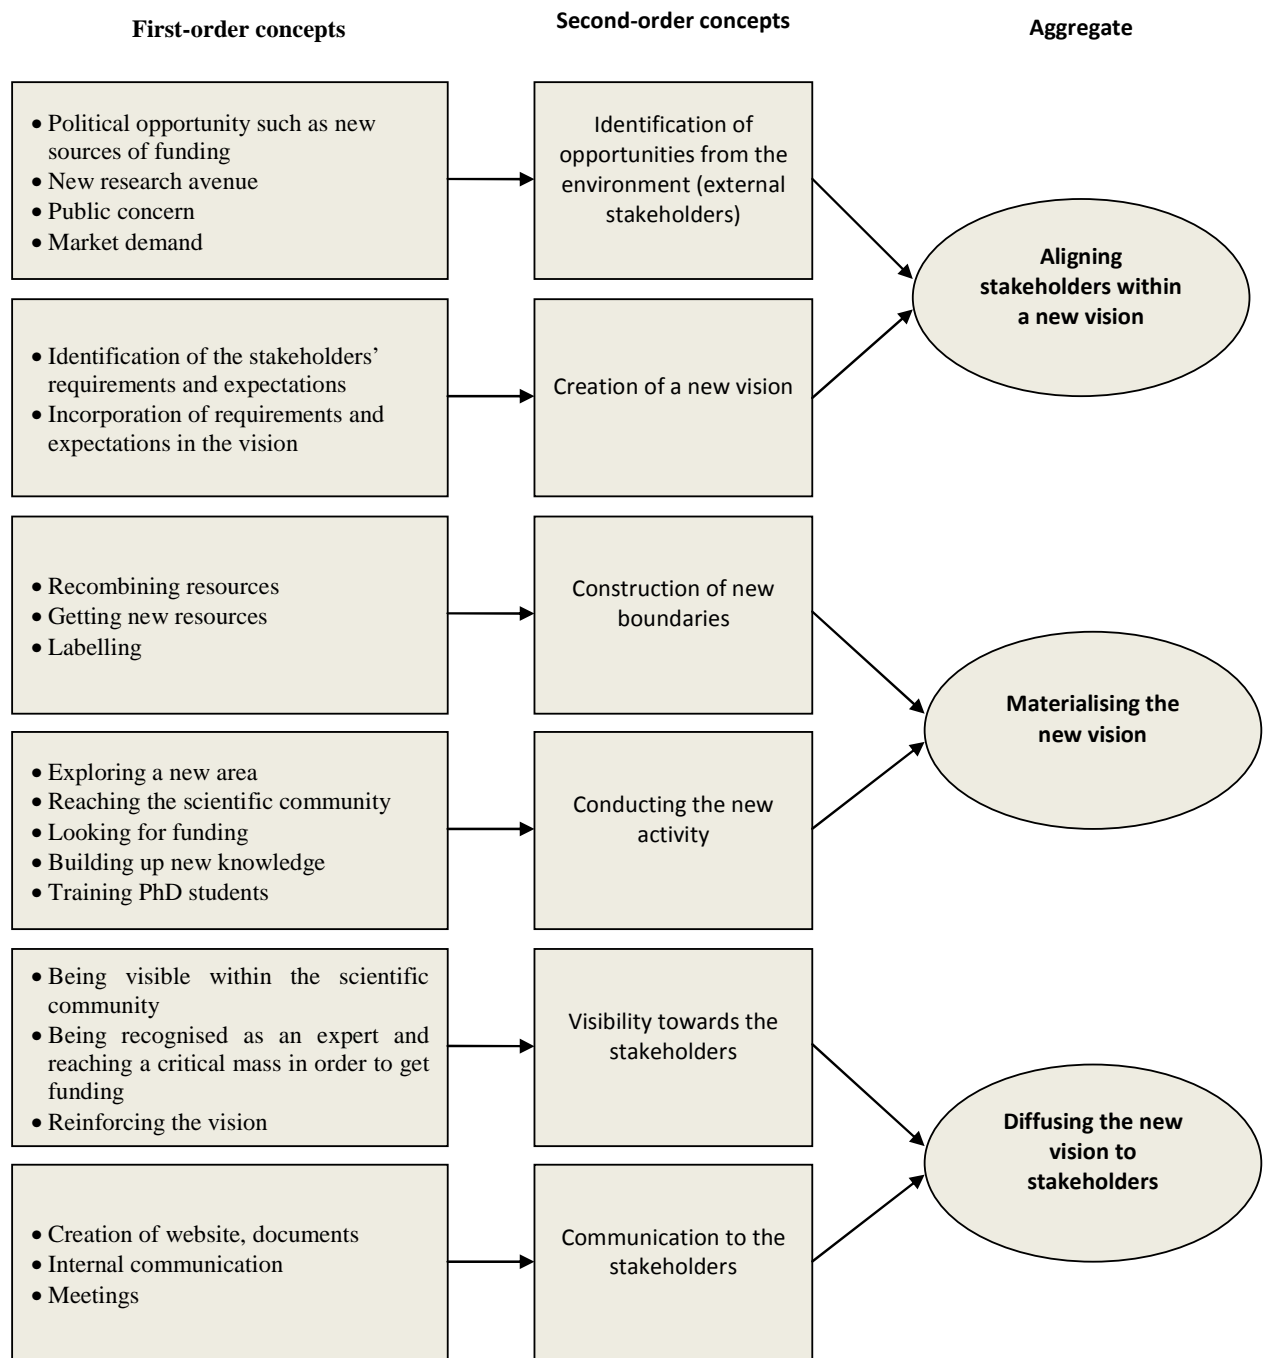 First-order concepts
Second-order concepts
Aggregate
• Political opportunity such as new
sources of funding
• New research avenue
• Public concern
• Market demand
Identification of
opportunities from the
environment (external
stakeholders)
Aligning
stakeholders within
a new vision
• Identification of the stakeholders’
requirements and expectations
• Incorporation of requirements and
expectations in the vision
Creation of a new vision
• Recombining resources
• Getting new resources
• Labelling
Construction of new
boundaries
Materialising the
new vision
• Exploring a new area
• Reaching the scientific community
• Looking for funding
• Building up new knowledge
• Training PhD students
Conducting the new
activity
• Being visible within the scientific
community
• Being recognised as an expert and
reaching a critical mass in order to get
funding
• Reinforcing the vision
Visibility towards the
stakeholders
Diffusing the new
vision to
stakeholders
• Creation of website, documents
• Internal communication
• Meetings
Communication to the
stakeholders